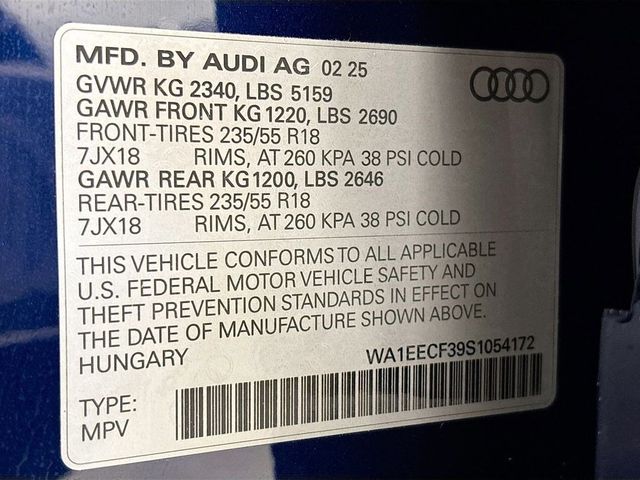 MFD. BY AUDI AG 02 25
GVWR KG 2340, LBS 5159
GAWR FRONT KG 1220, LBS 2690
FRONT-TIRES 235/55 R18
7JX18 RIMS, AT 260 KPA 38 PSI COLD
GAWR REAR KG 1200, LBS 2646
REAR-TIRES 235/55 R18
7JX18 RIMS, AT 260 KPA 38 PSI COLD
THIS VEHICLE CONFORMS TO ALL APPLICABLE
U.S. FEDERAL MOTOR VEHICLE SAFETY AND
THEFT PREVENTION STANDARDS IN EFFECT ON
THE DATE OF MANUFACTURE SHOWN ABOVE.
HUNGARY WA1EECF39S1054172
TYPE:
MPV